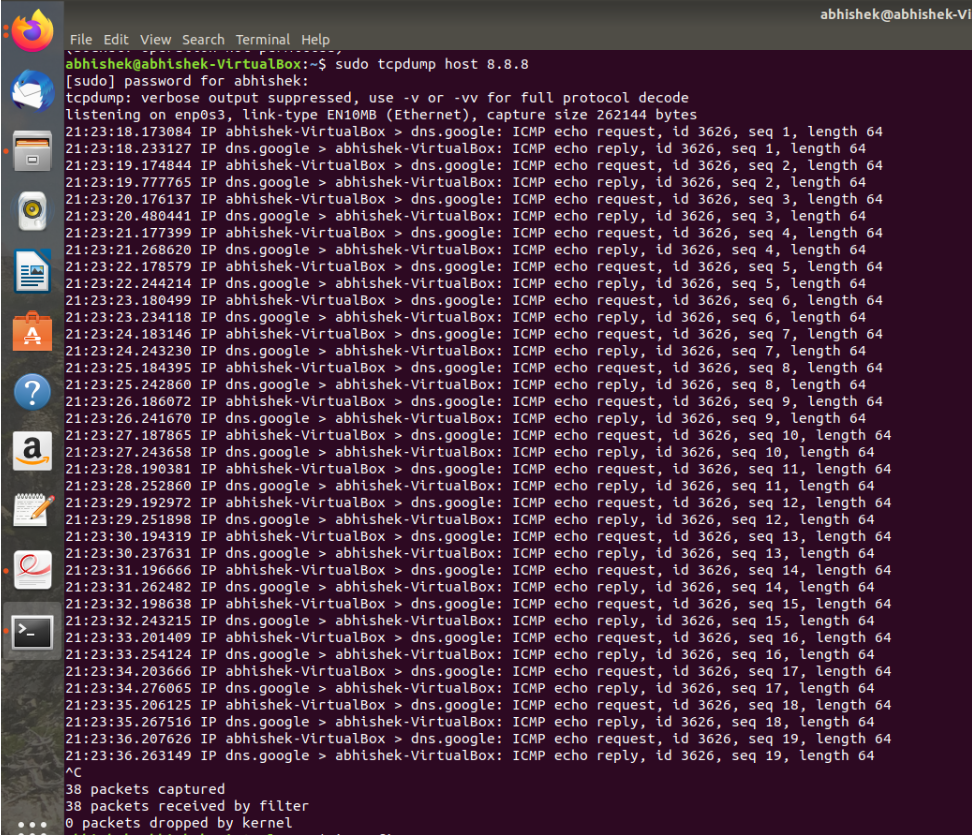 abhishek@abhishek-Vi
File Edit View Search Terminal Help
abhishek@abhishek-VirtualBox:~$ sudo tcpdump host 8.8.8.8
[sudo] password for abhishek:
tcpdump: verbose output suppressed, use -v or -vv for full protocol decode
listening on enp0s3, link-type EN10MB (Ethernet), capture size 262144 bytes
21:23:18.173084 IP abhishek-VirtualBox > dns.google: ICMP echo request, id 3626, seq 1, length 64
21:23:18.233127 IP dns.google > abhishek-VirtualBox: ICMP echo reply, id 3626, seq 1, length 64
21:23:19.174844 IP abhishek-VirtualBox > dns.google: ICMP echo request, id 3626, seq 2, length 64
21:23:19.777765 IP dns.google > abhishek-VirtualBox: ICMP echo reply, id 3626, seq 2, length 64
21:23:20.176137 IP abhishek-VirtualBox > dns.google: ICMP echo request, id 3626, seq 3, length 64
21:23:20.480441 IP dns.google > abhishek-VirtualBox: ICMP echo reply, id 3626, seq 3, length 64
21:23:21.177399 IP abhishek-VirtualBox > dns.google: ICMP echo request, id 3626, seq 4, length 64
21:23:21.268620 IP dns.google > abhishek-VirtualBox: ICMP echo reply, id 3626, seq 4, length 64
21:23:22.178579 IP abhishek-VirtualBox > dns.google: ICMP echo request, id 3626, seq 5, length 64
21:23:22.244214 IP dns.google > abhishek-VirtualBox: ICMP echo reply, id 3626, seq 5, length 64
21:23:23.180499 IP abhishek-VirtualBox > dns.google: ICMP echo request, id 3626, seq 6, length 64
21:23:23.234118 IP dns.google > abhishek-VirtualBox: ICMP echo reply, id 3626, seq 6, length 64
21:23:24.183146 IP abhishek-VirtualBox > dns.google: ICMP echo request, id 3626, seq 7, length 64
21:23:24.243230 IP dns.google > abhishek-VirtualBox: ICMP echo reply, id 3626, seq 7, length 64
21:23:25.184395 IP abhishek-VirtualBox > dns.google: ICMP echo request, id 3626, seq 8, length 64
21:23:25.242860 IP dns.google > abhishek-VirtualBox: ICMP echo reply, id 3626, seq 8, length 64
21:23:26.186072 IP abhishek-VirtualBox > dns.google: ICMP echo request, id 3626, seq 9, length 64
21:23:26.241670 IP dns.google > abhishek-VirtualBox: ICMP echo reply, id 3626, seq 9, length 64
21:23:27.187865 IP abhishek-VirtualBox > dns.google: ICMP echo request, id 3626, seq 10, length 64
21:23:27.243658 IP dns.google > abhishek-VirtualBox: ICMP echo reply, id 3626, seq 10, length 64
21:23:28.190381 IP abhishek-VirtualBox > dns.google: ICMP echo request, id 3626, seq 11, length 64
21:23:28.252860 IP dns.google > abhishek-VirtualBox: ICMP echo reply, id 3626, seq 11, length 64
21:23:29.192972 IP abhishek-VirtualBox > dns.google: ICMP echo request, id 3626, seq 12, length 64
21:23:29.251898 IP dns.google > abhishek-VirtualBox: ICMP echo reply, id 3626, seq 12, length 64
21:23:30.194319 IP abhishek-VirtualBox > dns.google: ICMP echo request, id 3626, seq 13, length 64
21:23:30.237631 IP dns.google > abhishek-VirtualBox: ICMP echo reply, id 3626, seq 13, length 64
21:23:31.196666 IP abhishek-VirtualBox > dns.google: ICMP echo request, id 3626, seq 14, length 64
21:23:31.262482 IP dns.google > abhishek-VirtualBox: ICMP echo reply, id 3626, seq 14, length 64
21:23:32.198638 IP abhishek-VirtualBox > dns.google: ICMP echo request, id 3626, seq 15, length 64
21:23:32.243215 IP dns.google > abhishek-VirtualBox: ICMP echo reply, id 3626, seq 15, length 64
21:23:33.201409 IP abhishek-VirtualBox > dns.google: ICMP echo request, id 3626, seq 16, length 64
21:23:33.254124 IP dns.google > abhishek-VirtualBox: ICMP echo reply, id 3626, seq 16, length 64
21:23:34.203666 IP abhishek-VirtualBox > dns.google: ICMP echo request, id 3626, seq 17, length 64
21:23:34.276065 IP dns.google > abhishek-VirtualBox: ICMP echo reply, id 3626, seq 17, length 64
21:23:35.206125 IP abhishek-VirtualBox > dns.google: ICMP echo request, id 3626, seq 18, length 64
21:23:35.267516 IP dns.google > abhishek-VirtualBox: ICMP echo reply, id 3626, seq 18, length 64
21:23:36.207626 IP abhishek-VirtualBox > dns.google: ICMP echo request, id 3626, seq 19, length 64
21:23:36.263149 IP dns.google > abhishek-VirtualBox: ICMP echo reply, id 3626, seq 19, length 64
^C
38 packets captured
38 packets received by filter
0 packets dropped by kernel